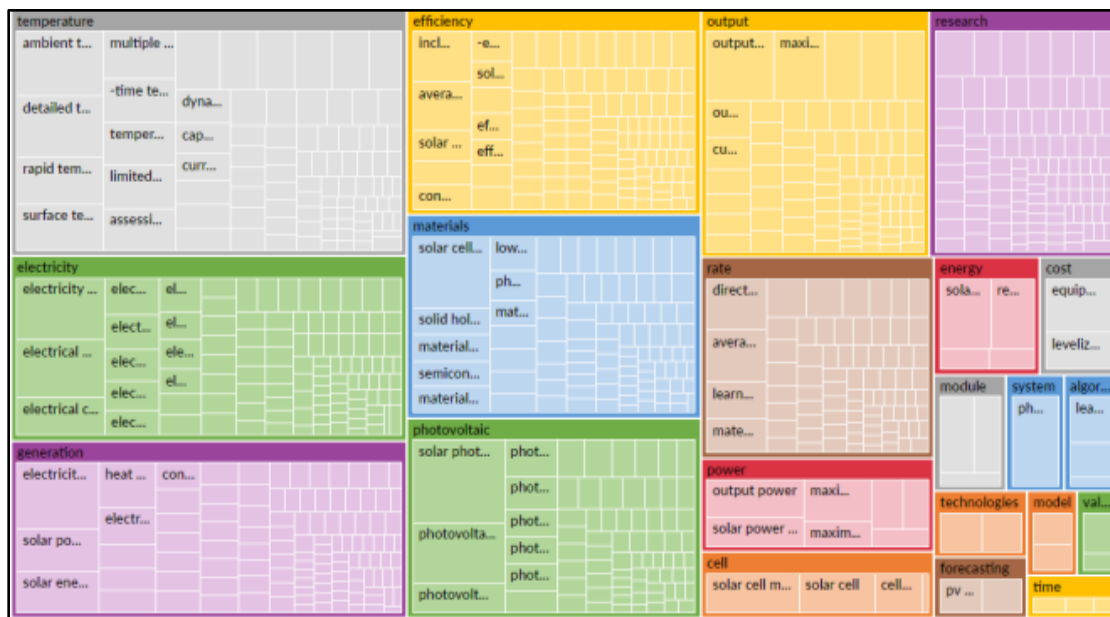 temperature
ambient t...
detailed t...
rapid tem...
surface te...
multiple ...
-time te...
temper...
limited...
assessi...
dyna...
cap...
curr...
electricity
electricity ...
electrical ...
electrical c...
elec...
elect...
elec...
elec...
elec...
el...
el...
ele...
el...
generation
electricit...
solar po...
solar ene...
heat ...
electr...
con...
efficiency
incl...
avera...
solar ...
con...
-e...
sol...
ef...
eff...
materials
solar cell...
solid hol...
material...
semicon...
material...
low...
ph...
mat...
photovoltaic
solar phot...
photovolta...
photovolt...
phot...
phot...
phot...
phot...
phot...
output
output...
maxi...
ou...
cu...
rate
direct...
avera...
learn...
mate...
power
output power
solar power ...
maxi...
maxim...
cell
solar cell m...
solar cell
cell...
research
energy
sola...
re...
cost
equip...
leveliz...
module
system
ph...
algor...
lea...
technologies
model
val...
forecasting
pv ...
time